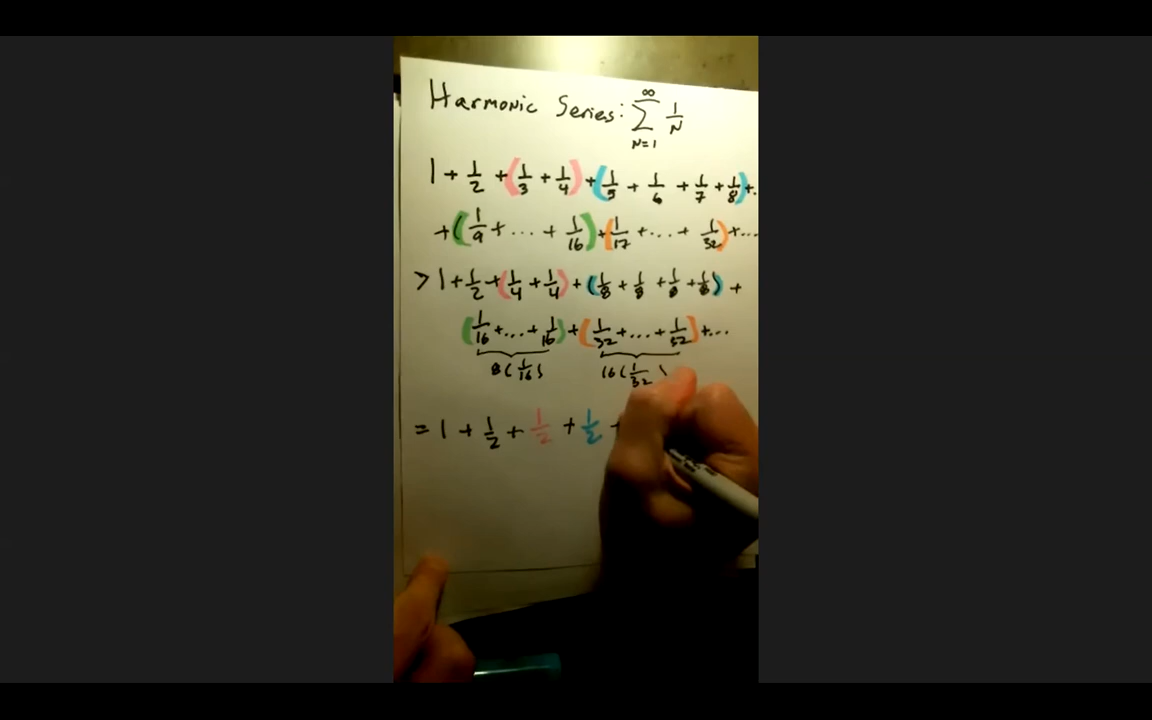 Harmonic Series: ∑_{N=1}^{∞} 1/N
1 + 1/2 + (1/3 + 1/4) + (1/5 + 1/6 + 1/7 + 1/8) + ..
+ (1/9 + ... + 1/16) + (1/17 + ... + 1/32) + ...
> 1 + 1/2 + (1/4 + 1/4) + (1/8 + 1/8 + 1/8 + 1/8) +
(1/16 + ... + 1/16) + (1/32 + ... + 1/32) + ...
8(1/16) 16(1/32)
= 1 + 1/2 + 1/2 + 1/2 +